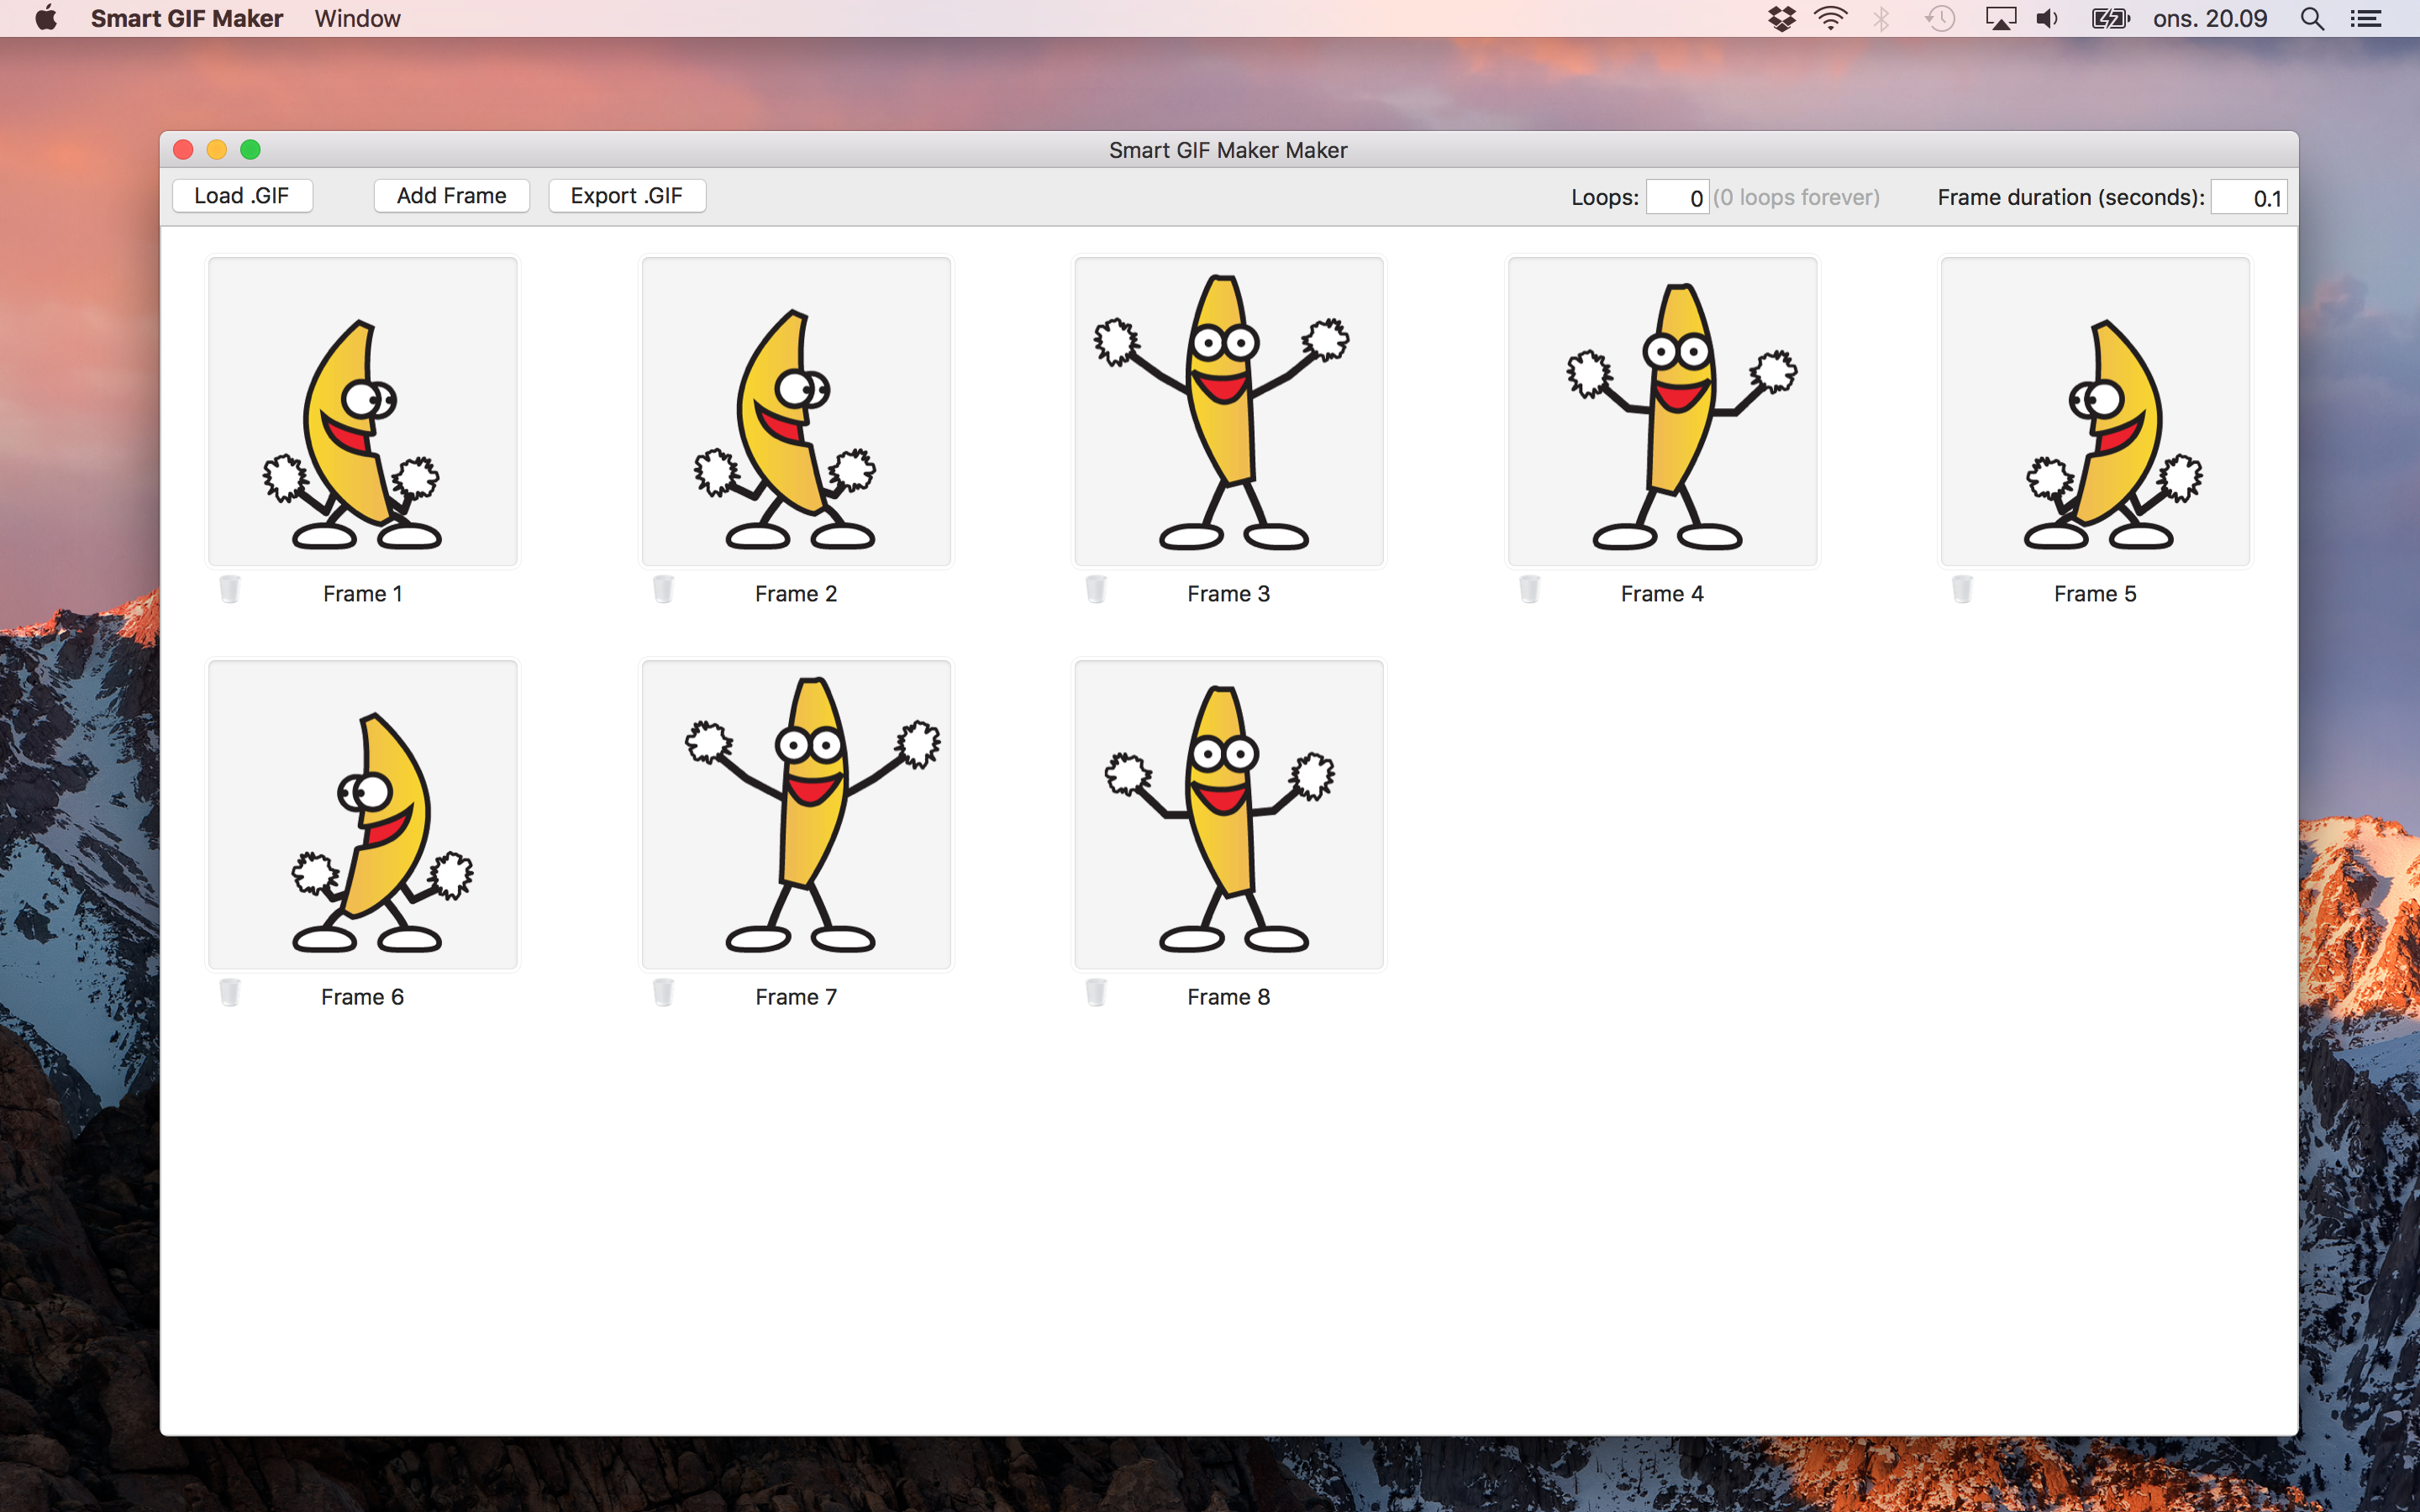 Smart GIF Maker Window ons. 20.09
Smart GIF Maker Maker
Load .GIF Add Frame Export .GIF Loops: 0 (0 loops forever) Frame duration (seconds): 0.1
Frame 1 Frame 2 Frame 3 Frame 4 Frame 5
Frame 6 Frame 7 Frame 8